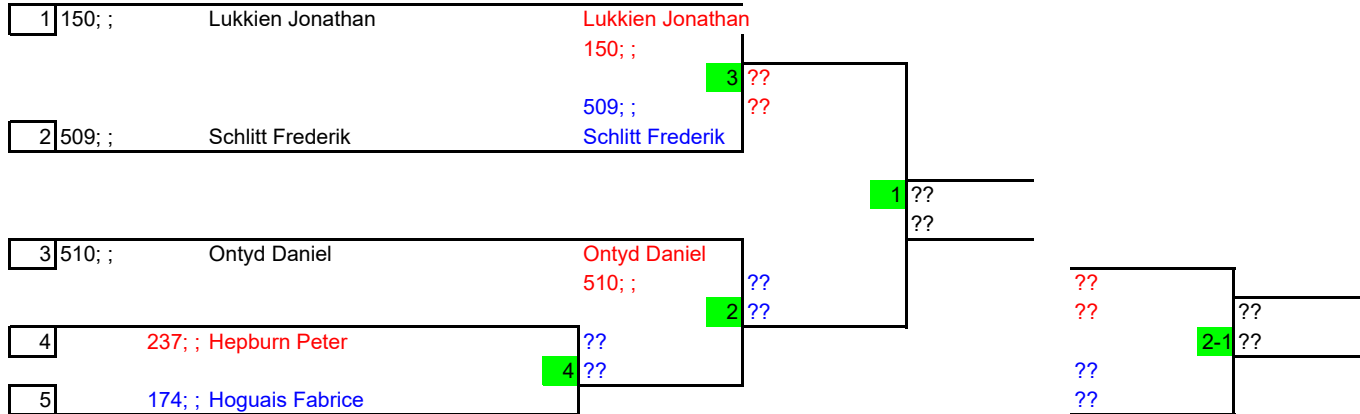 1 150; ; Lukkien Jonathan Lukkien Jonathan
150; ;
3 ??
509; ; ??
2 509; ; Schlitt Frederik Schlitt Frederik
1 ??
??
3 510; ; Ontyd Daniel Ontyd Daniel
510; ; ?? ??
2 ?? ?? ??
4 237; ; Hepburn Peter ?? 2-1 ??
4 ?? ??
5 174; ; Hoguais Fabrice ??